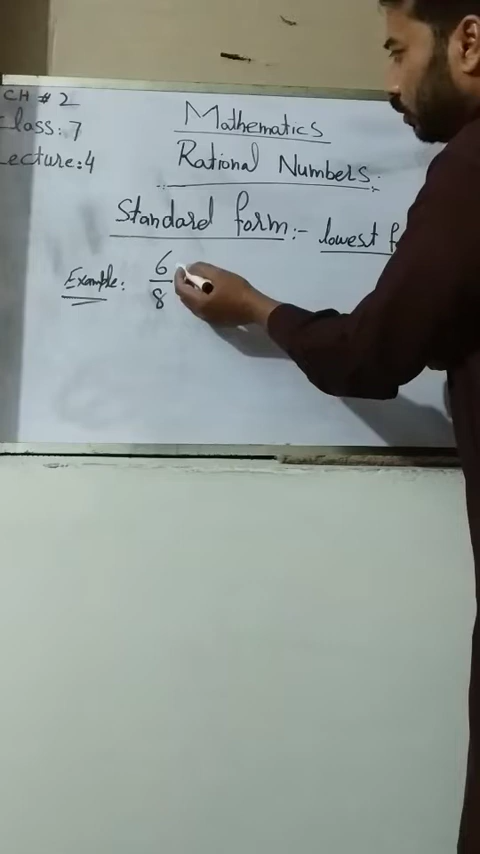 CH # 2
Class: 7
Lecture: 4
Mathematics
Rational Numbers:
Standard form:- lowest
Example: 6/8